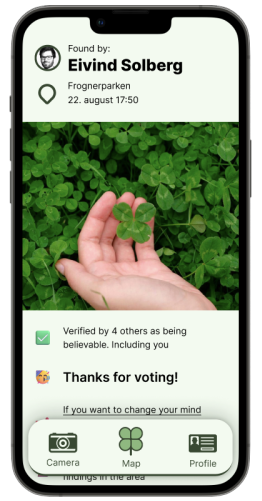 Found by:
Eivind Solberg
Frognerparken
22. august 17:50
Verified by 4 others as being
believable. Including you
Thanks for voting!
If you want to change your mind
Camera
Map
Profile
findings in the area